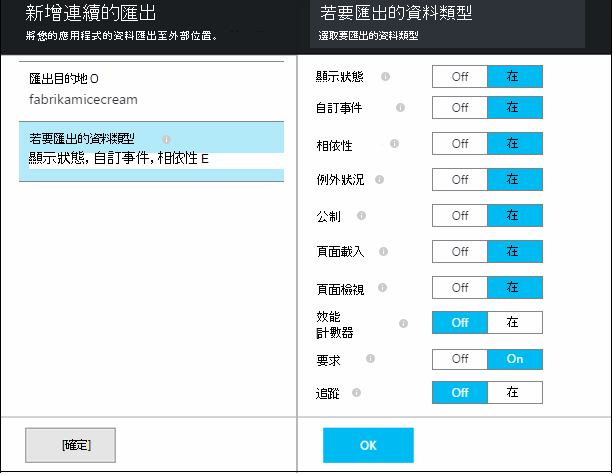 新增連續的匯出
將您的應用程式的資料匯出至外部位置。
匯出目的地O
fabrikamicecream
若要匯出的資料類型
顯示狀態, 自訂事件, 相依性 E
[確定]
若要匯出的資料類型
選取要匯出的資料類型
顯示狀態 Off 在
自訂事件 Off 在
相依性 Off 在
例外狀況 Off 在
公制 Off 在
頁面載入 Off 在
頁面檢視 Off 在
效能
計數器 Off 在
要求 Off On
追蹤 Off 在
OK